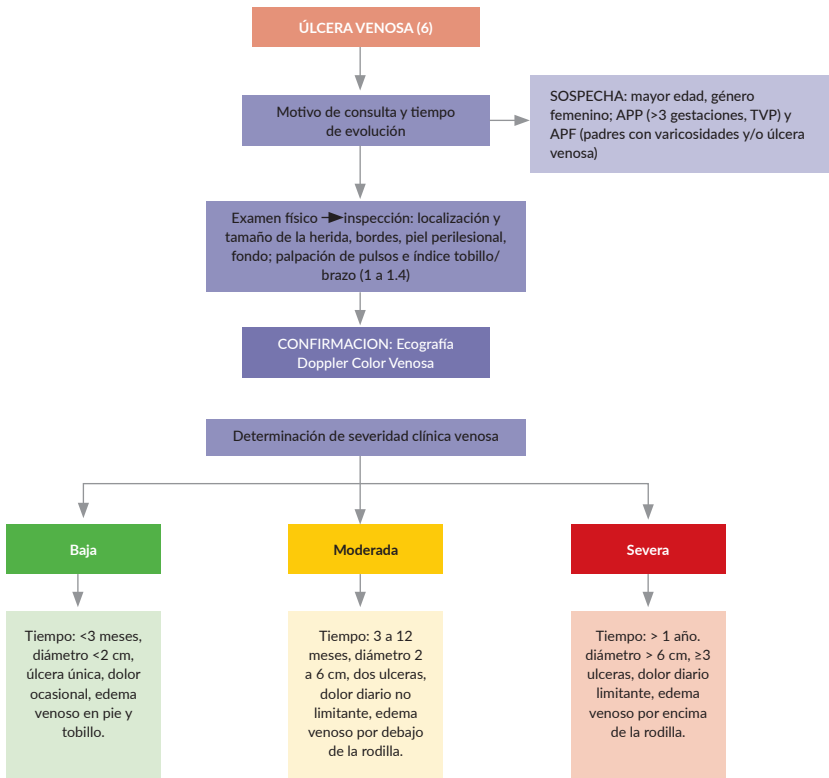 ÚLCERA VENOSA (6)
Motivo de consulta y tiempo
de evolución
SOSPECHA: mayor edad, género
femenino; APP (>3 gestaciones, TVP) y
APF (padres con varicosidades y/o úlcera
venosa)
Examen físico inspección: localización y
tamaño de la herida, bordes, piel perilesional,
fondo; palpación de pulsos e índice tobillo/
brazo (1 a 1.4)
CONFIRMACION: Ecografía
Doppler Color Venosa
Determinación de severidad clínica venosa
Baja
Moderada
Severa
Tiempo: <3 meses,
diámetro <2 cm,
úlcera única, dolor
ocasional, edema
venoso en pie y
tobillo.
Tiempo: 3 a 12
meses, diámetro 2
a 6 cm, dos ulceras,
dolor diario no
limitante, edema
venoso por debajo
de la rodilla.
Tiempo: > 1 año.
diámetro > 6 cm, ≥3
ulceras, dolor diario
limitante, edema
venoso por encima
de la rodilla.